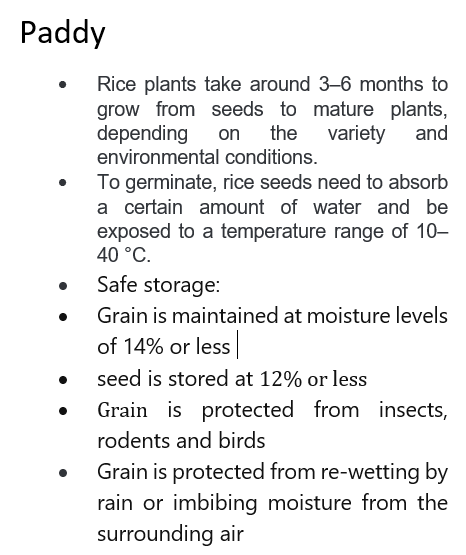 Paddy
• Rice plants take around 3–6 months to
grow from seeds to mature plants,
depending on the variety and
environmental conditions.
• To germinate, rice seeds need to absorb
a certain amount of water and be
exposed to a temperature range of 10–
40 °C.
• Safe storage:
• Grain is maintained at moisture levels
of 14% or less
• seed is stored at 12% or less
• Grain is protected from insects,
rodents and birds
• Grain is protected from re-wetting by
rain or imbibing moisture from the
surrounding air